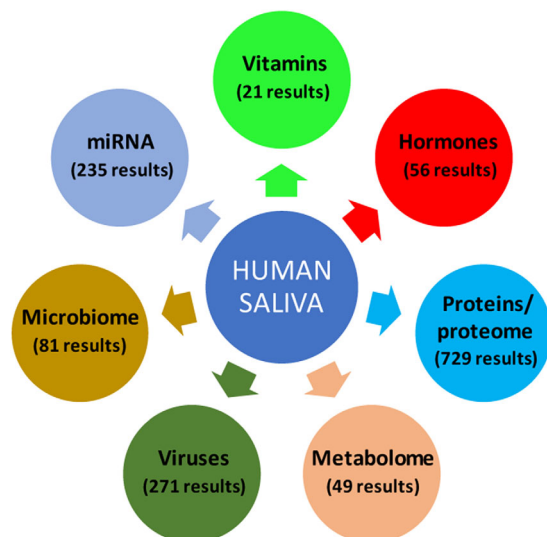 Vitamins
(21 results)
miRNA
(235 results)
Hormones
(56 results)
HUMAN
SALIVA
Microbiome
(81 results)
Proteins/
proteome
(729 results)
Viruses
(271 results)
Metabolome
(49 results)